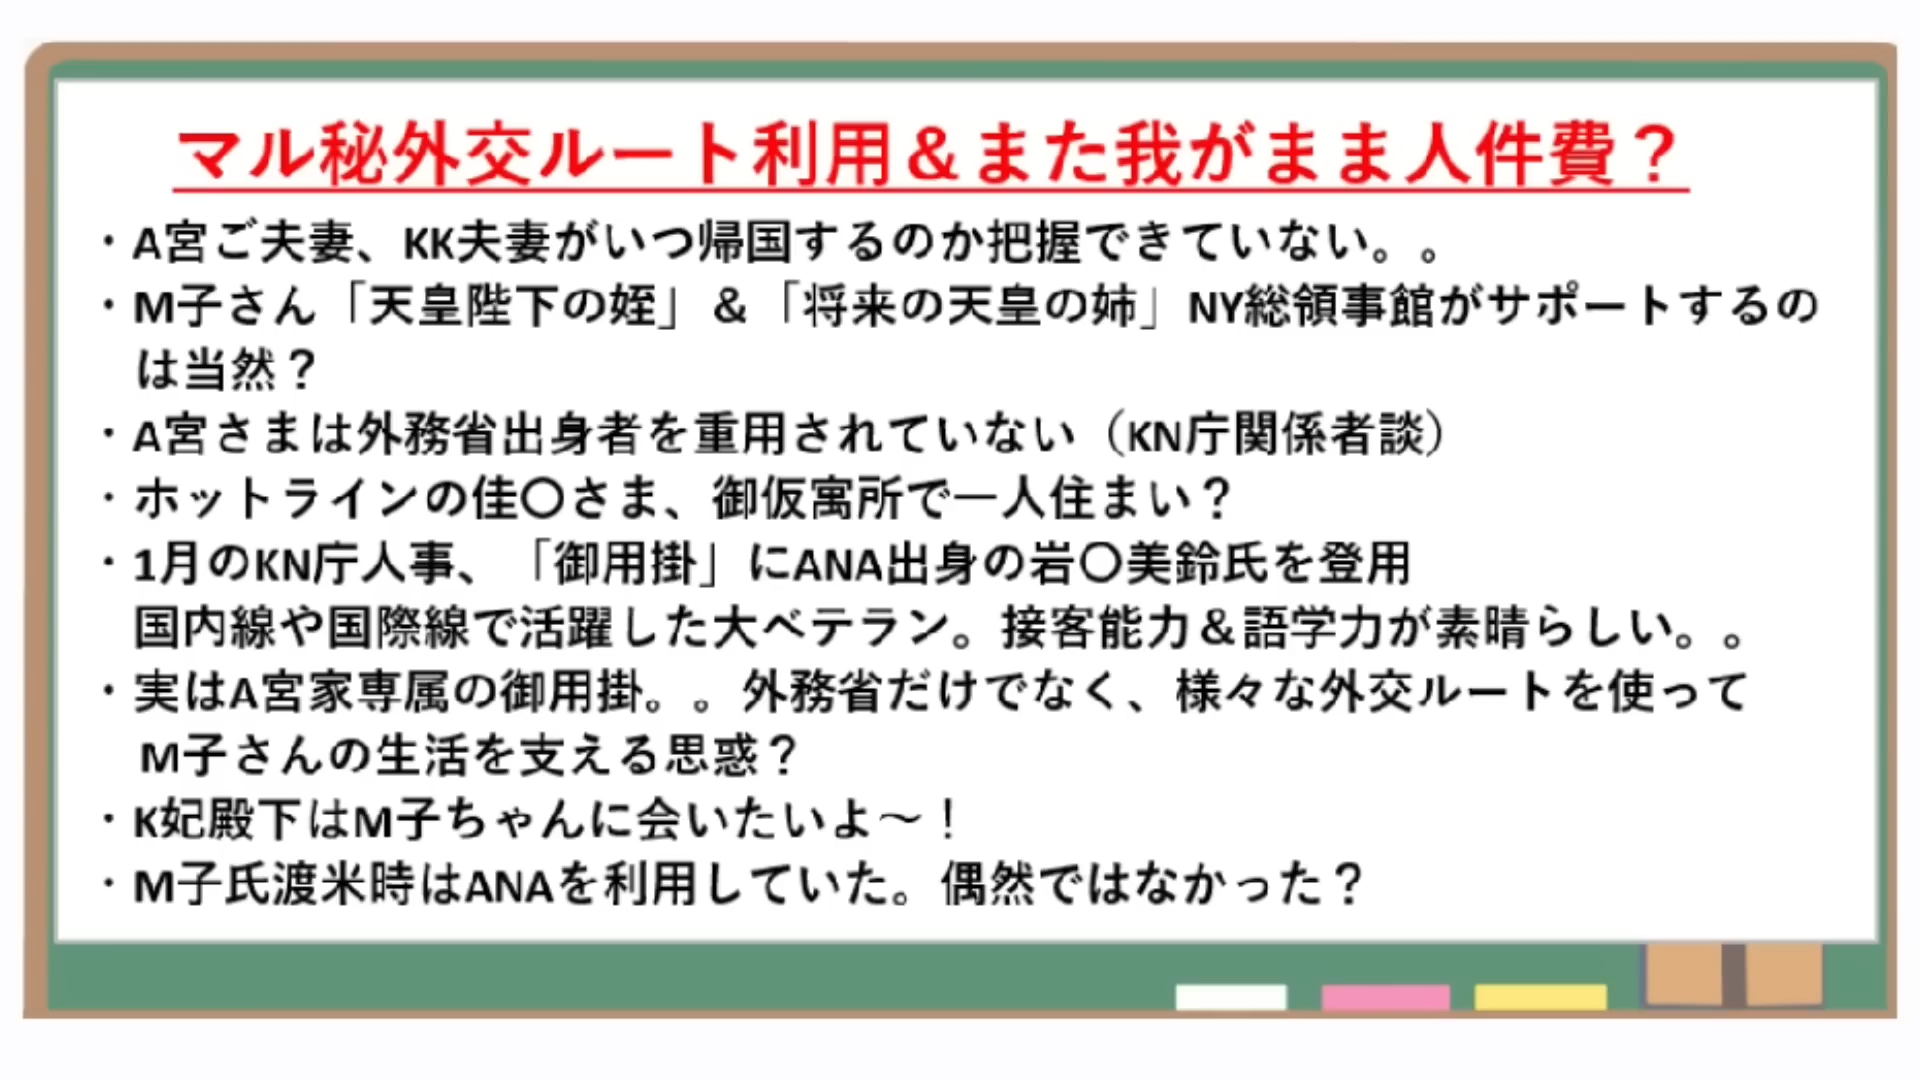 マル秘外交ルート利用＆また我がまま人件費？
・A宮ご夫妻、KK夫妻がいつ帰国するのか把握できていない。。
・M子さん「天皇陛下の姪」＆「将来の天皇の姉」NY総領事館がサポートするの
は当然？
・A宮さまは外務省出身者を重用されていない（KN庁関係者談）
・ホットラインの佳〇さま、御仮寓所で一人住まい？
・1月のKN庁人事、「御用掛」にANA出身の岩〇美鈴氏を登用
国内線や国際線で活躍した大ベテラン。接客能力＆語学力が素晴らしい。。
・実はA宮家専属の御用掛。。外務省だけでなく、様々な外交ルートを使って
M子さんの生活を支える思惑？
・K妃殿下はM子ちゃんに会いたいよ～！
・M子氏渡米時はANAを利用していた。偶然ではなかった？